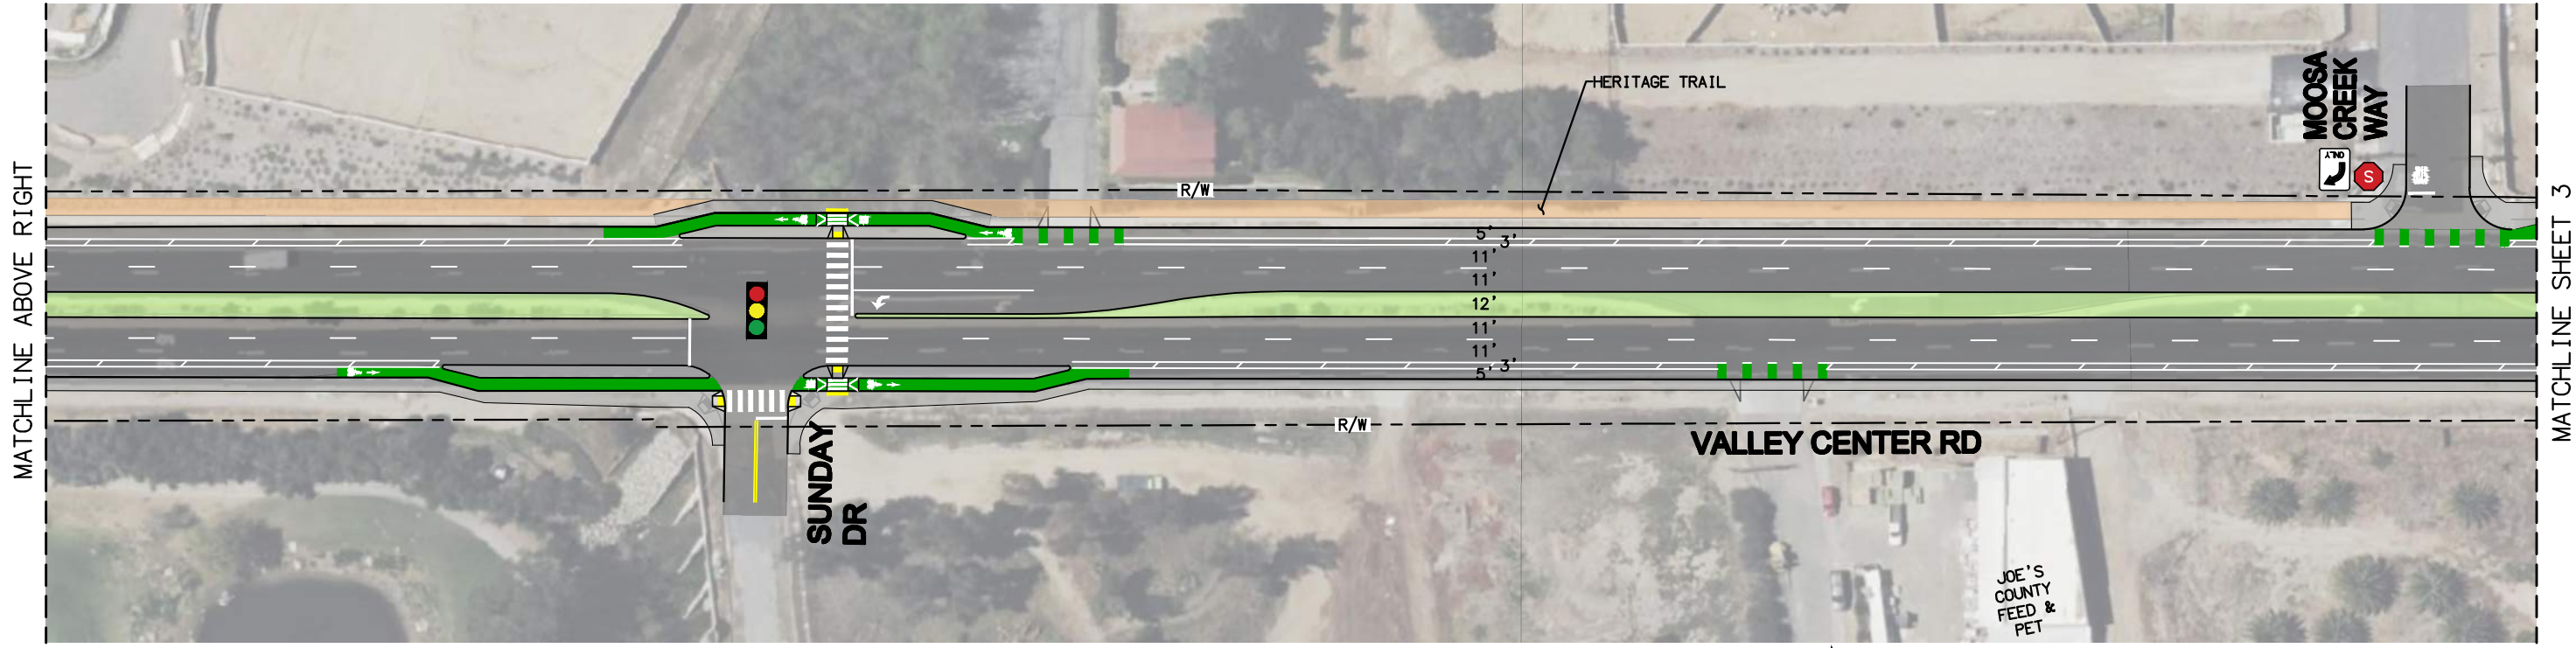 MATCHLINE ABOVE RIGHT
HERITAGE TRAIL
MOOSA
CREEK
WAY
ONLY
S
MATCHLINE SHEET 3
R/W
5'
3'
11'
11'
12'
11'
11'
3'
5'
R/W
VALLEY CENTER RD
SUNDAY
DR
JOE'S
COUNTY
FEED &
PET